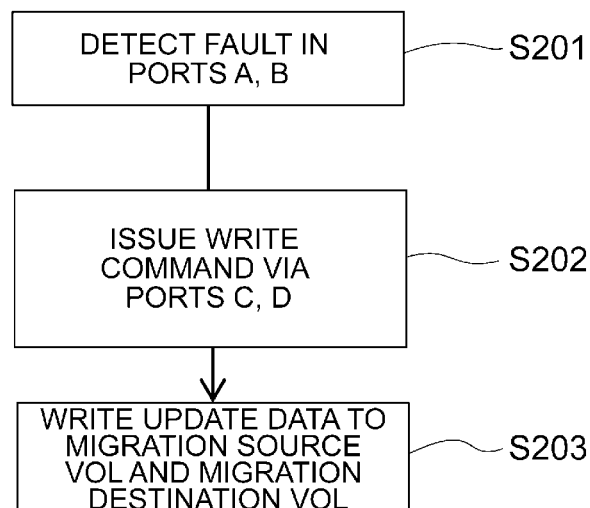 DETECT FAULT IN
PORTS A, B
S201
ISSUE WRITE
COMMAND VIA
PORTS C, D
S202
WRITE UPDATE DATA TO
MIGRATION SOURCE
VOL AND MIGRATION
DESTINATION VOL
S203